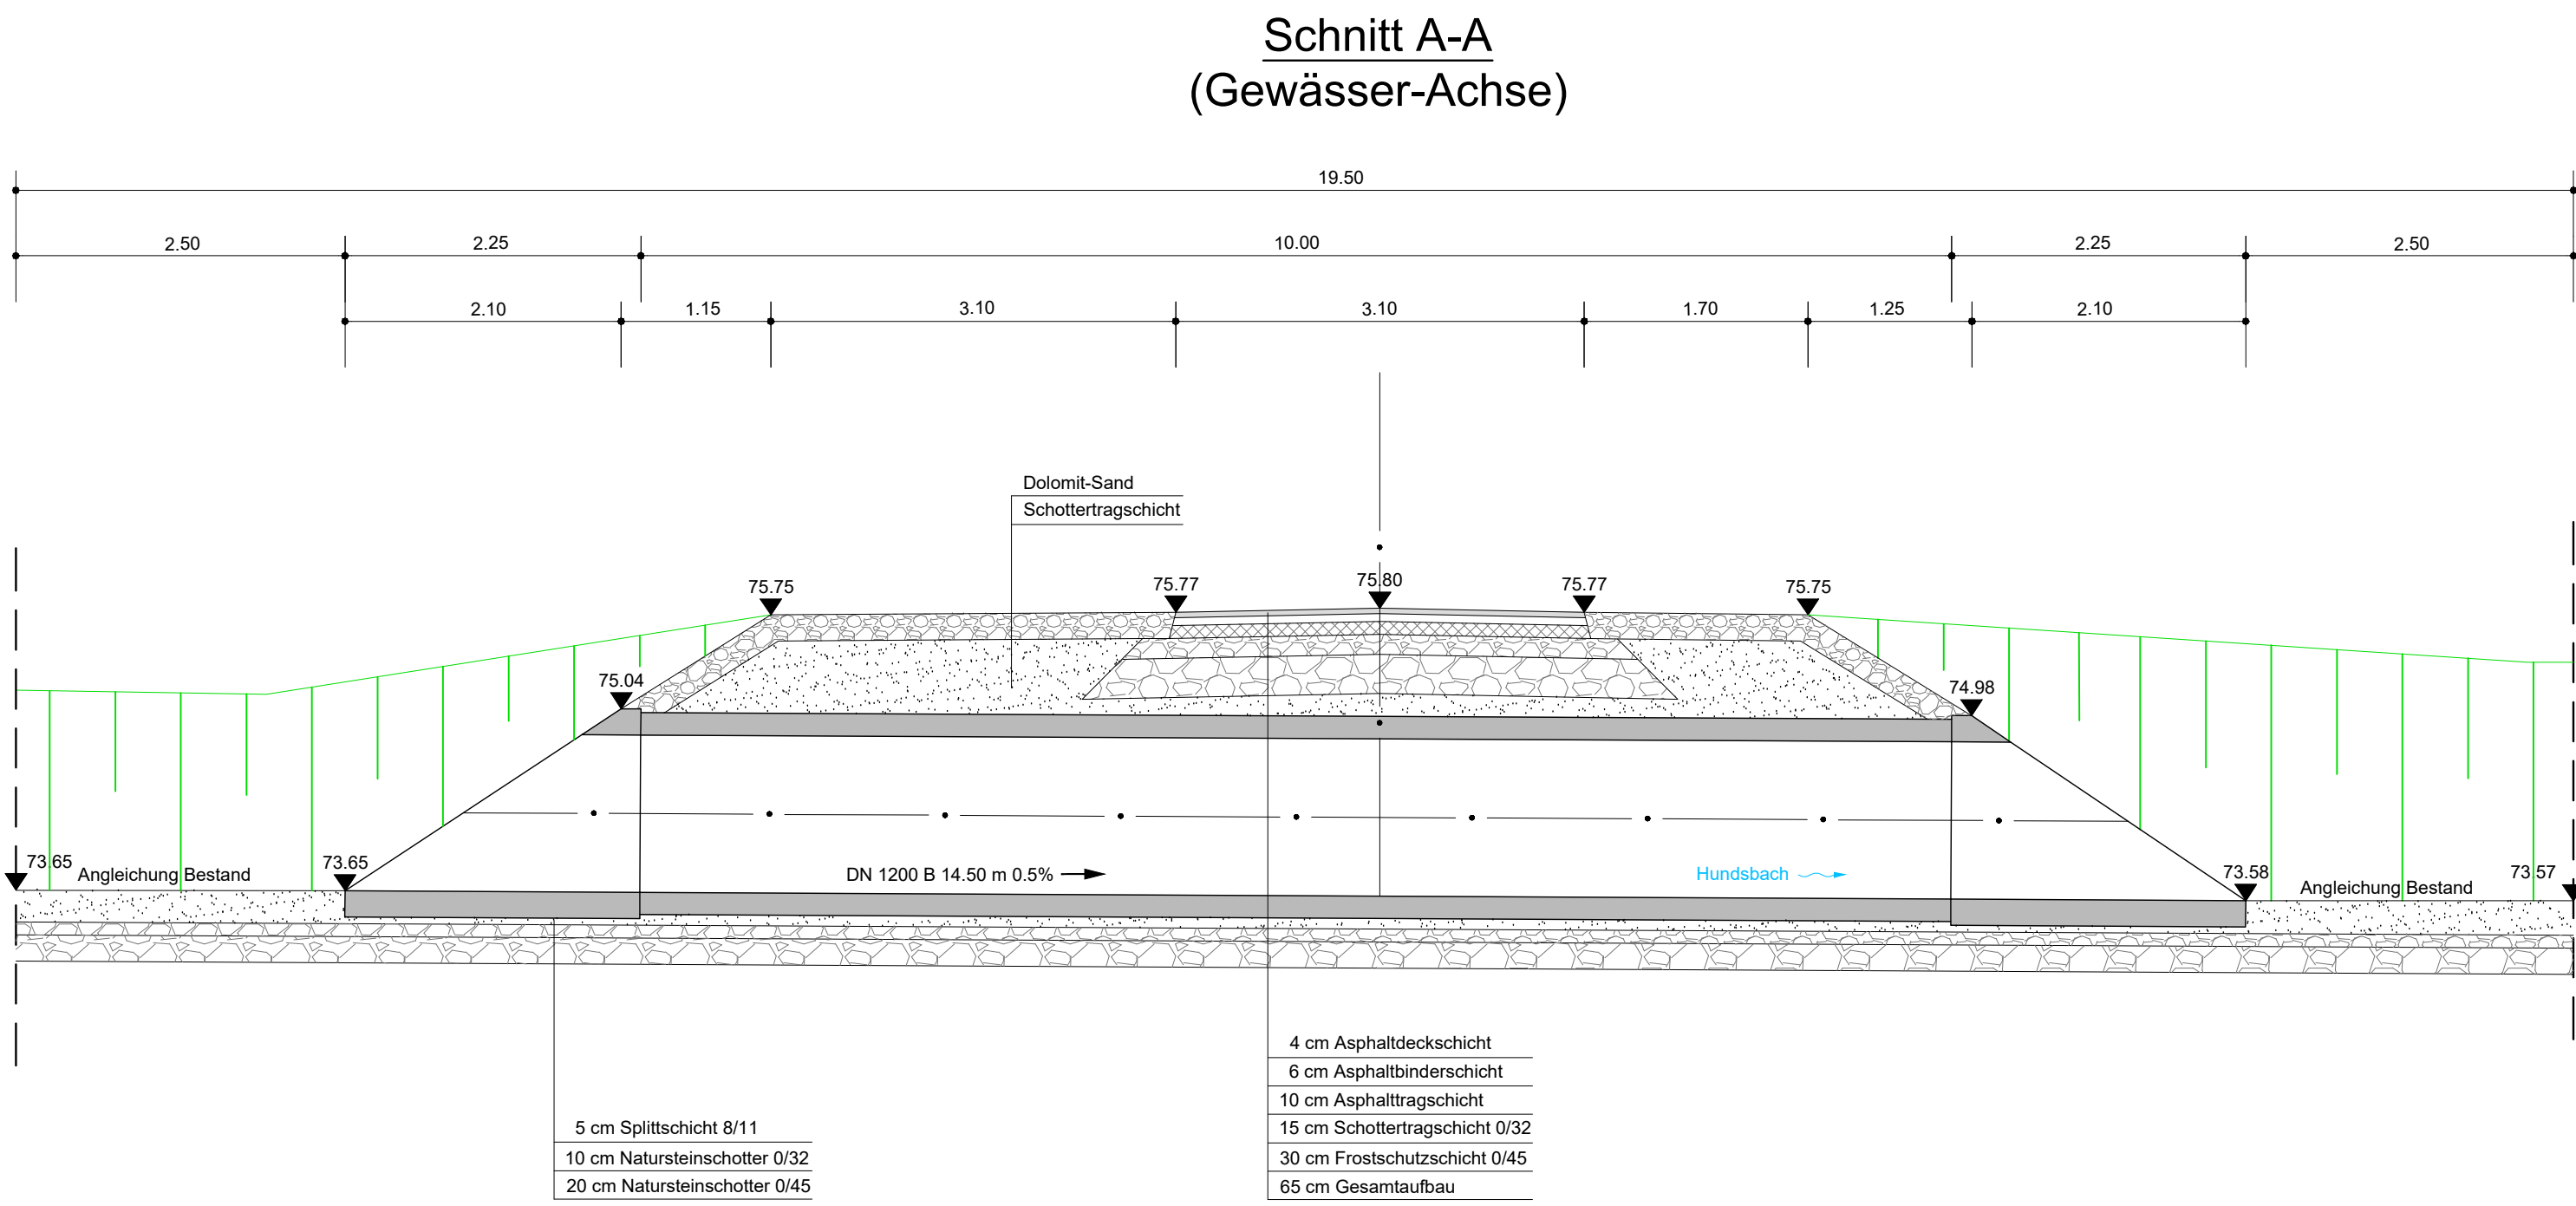 Schnitt A-A
(Gewässer-Achse)
19.50
2.50 2.25 10.00 2.25 2.50
2.10 1.15 3.10 3.10 1.70 1.25 2.10
Dolomit-Sand
Schottertragschicht
75.75 75.77 75.80 75.77 75.75
75.04 74.98
73.65 Angleichung Bestand 73.65 DN 1200 B 14.50 m 0.5% Hundsbach 73.58 Angleichung Bestand 73.57
4 cm Asphaltdeckschicht
6 cm Asphaltbinderschicht
10 cm Asphalttragschicht
15 cm Schottertragschicht 0/32
30 cm Frostschutzschicht 0/45
65 cm Gesamtaufbau
5 cm Splittschicht 8/11
10 cm Natursteinschotter 0/32
20 cm Natursteinschotter 0/45